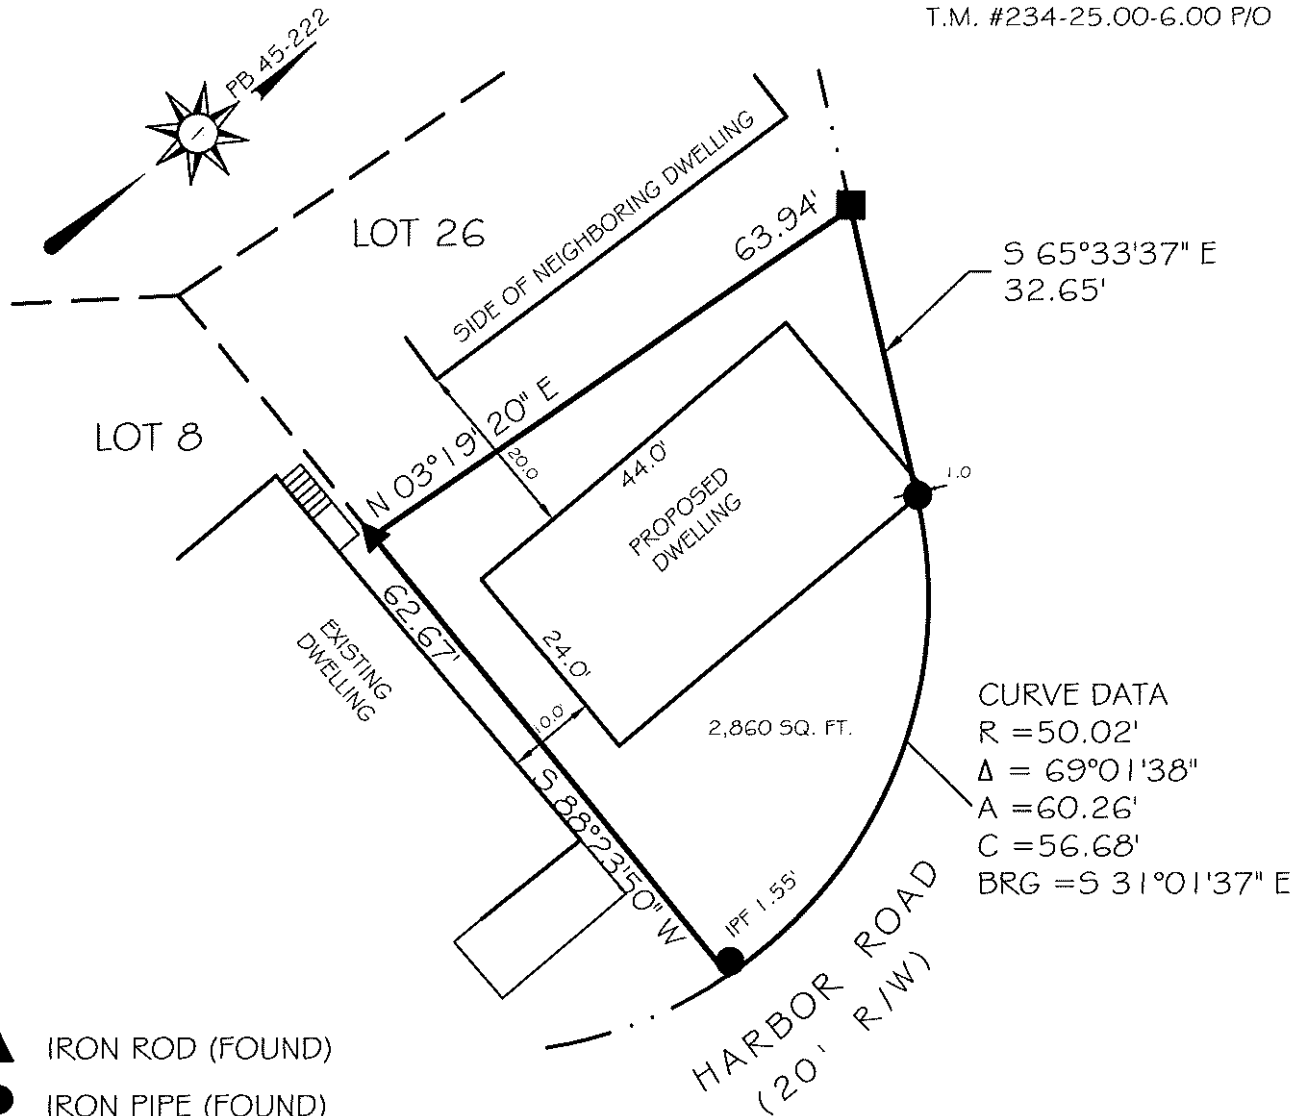 T.M. #234-25.00-6.00 P/O
PB 45-222
LOT 26
SIDE OF NEIGHBORING DWELLING
63.94'
S 65°33'37" E
32.65'
LOT 8
N 03°19' 20" E
20.0
44.0'
PROPOSED
DWELLING
1.0
62.67'
EXISTING
DWELLING
24.0'
10.0'
2,860 SQ. FT.
S 88°23'50" W
CURVE DATA
R =50.02'
Δ = 69°01'38"
A =60.26'
C =56.68'
BRG =S 31°01'37" E
IPF 1.55'
HARBOR ROAD
(20' R/W)
IRON ROD (FOUND)
IRON PIPE (FOUND)